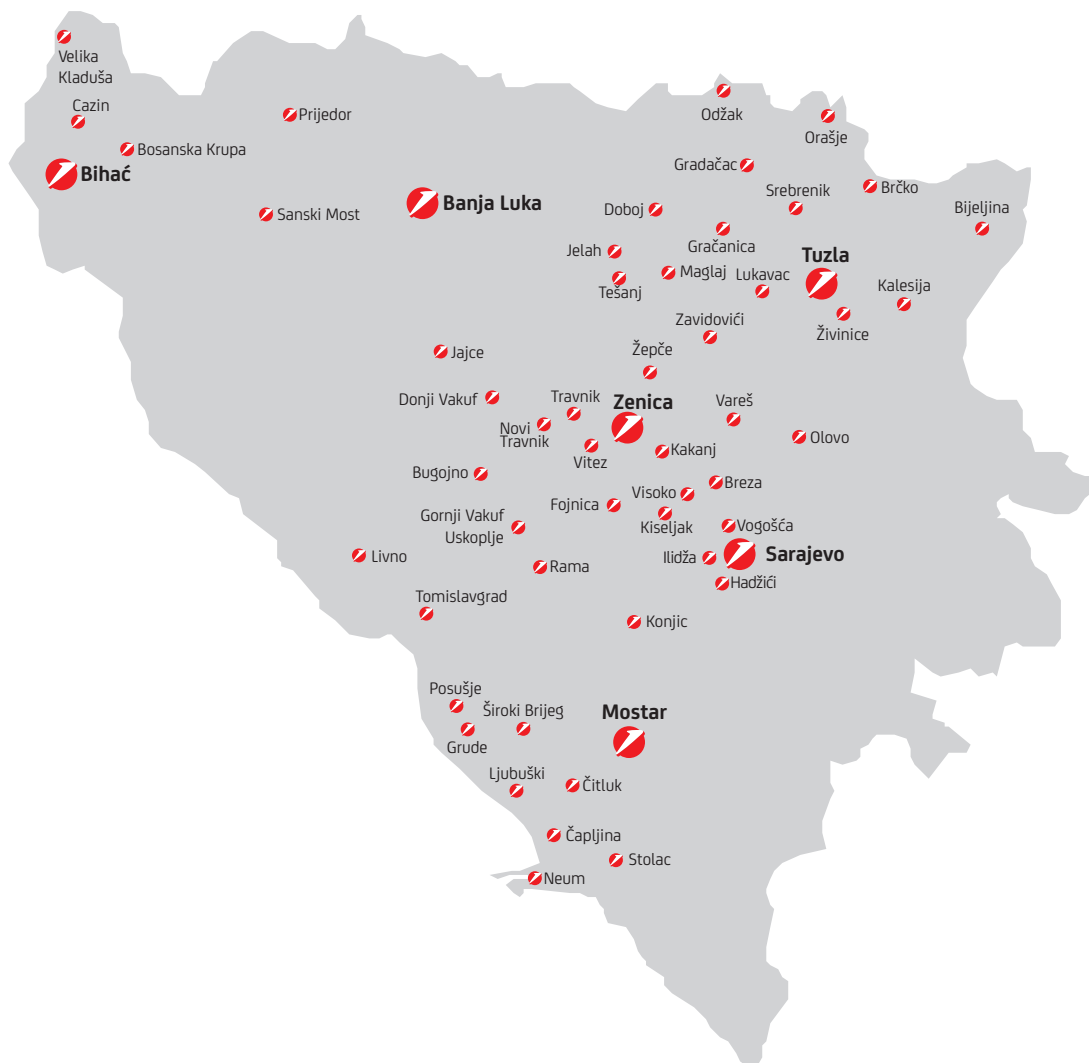 Velika
Kladuša
Cazin
Prijedor
Odžak
Orašje
Bosanska Krupa
Bihać
Gradačac
Srebrenik
Brčko
Banja Luka
Doboj
Bijeljina
Sanski Most
Gračanica
Jelah
Tuzla
Maglaj
Lukavac
Kalesija
Tešanj
Živinice
Zavidovići
Jajce
Žepče
Donji Vakuf
Travnik
Zenica
Vareš
Novi
Travnik
Olovo
Vitez
Kakanj
Bugojno
Breza
Visoko
Fojnica
Gornji Vakuf
Uskoplje
Kiseljak
Vogošća
Livno
Ilidža
Sarajevo
Rama
Hadžići
Tomislavgrad
Konjic
Posušje
Široki Brijeg
Mostar
Grude
Ljubuški
Čitluk
Čapljina
Stolac
Neum